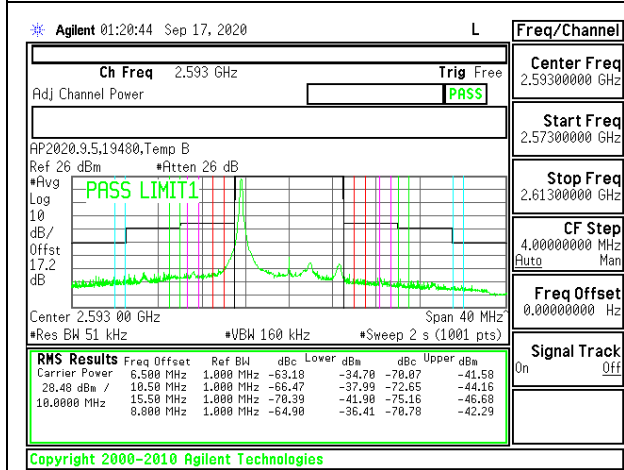 Agilent 01:20:44 Sep 17, 2020 L
Ch Freq 2.593 GHz Trig Free
Adj Channel Power PASS
AP2020.9.5,19480,Temp B
Ref 26 dBm #Atten 26 dB
#Avg
Log
10
dB/
Offst
17.2
dB
PASS LIMIT1
Center 2.593 00 GHz Span 40 MHz
#Res BW 51 kHz #VBW 160 kHz #Sweep 2 s (1001 pts)
RMS Results Freq Offset Ref BW dBc Lower dBm dBc Upper dBm
Carrier Power 6.500 MHz 1.000 MHz -63.18 -34.70 -70.07 -41.58
28.48 dBm / 10.50 MHz 1.000 MHz -66.47 -37.99 -72.65 -44.16
10.0000 MHz 15.50 MHz 1.000 MHz -70.39 -41.90 -75.16 -46.68
8.800 MHz 1.000 MHz -64.90 -36.41 -70.78 -42.29
Copyright 2000-2010 Agilent Technologies
Freq/Channel
Center Freq
2.59300000 GHz
Start Freq
2.57300000 GHz
Stop Freq
2.61300000 GHz
CF Step
4.00000000 MHz
Auto Man
Freq Offset
0.00000000 Hz
Signal Track
On Off